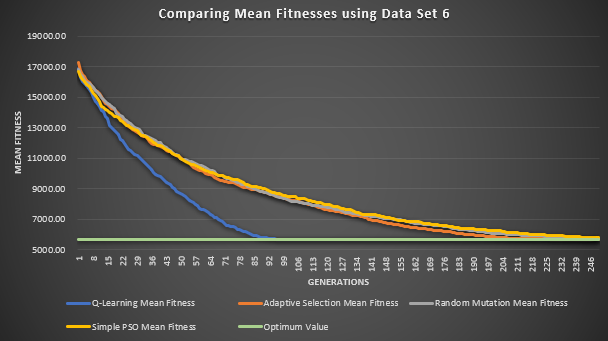 Comparing Mean Fitnesses using Data Set 6
19000.00
17000.00
15000.00
13000.00
11000.00
9000.00
7000.00
5000.00
MEAN FITNESS
1 8 15 22 29 36 43 50 57 64 71 78 85 92 99 106 113 120 127 134 141 148 155 162 169 176 183 190 197 204 211 218 225 232 239 246
GENERATIONS
Q-Learning Mean Fitness Adaptive Selection Mean Fitness Random Mutation Mean Fitness
Simple PSO Mean Fitness Optimum Value